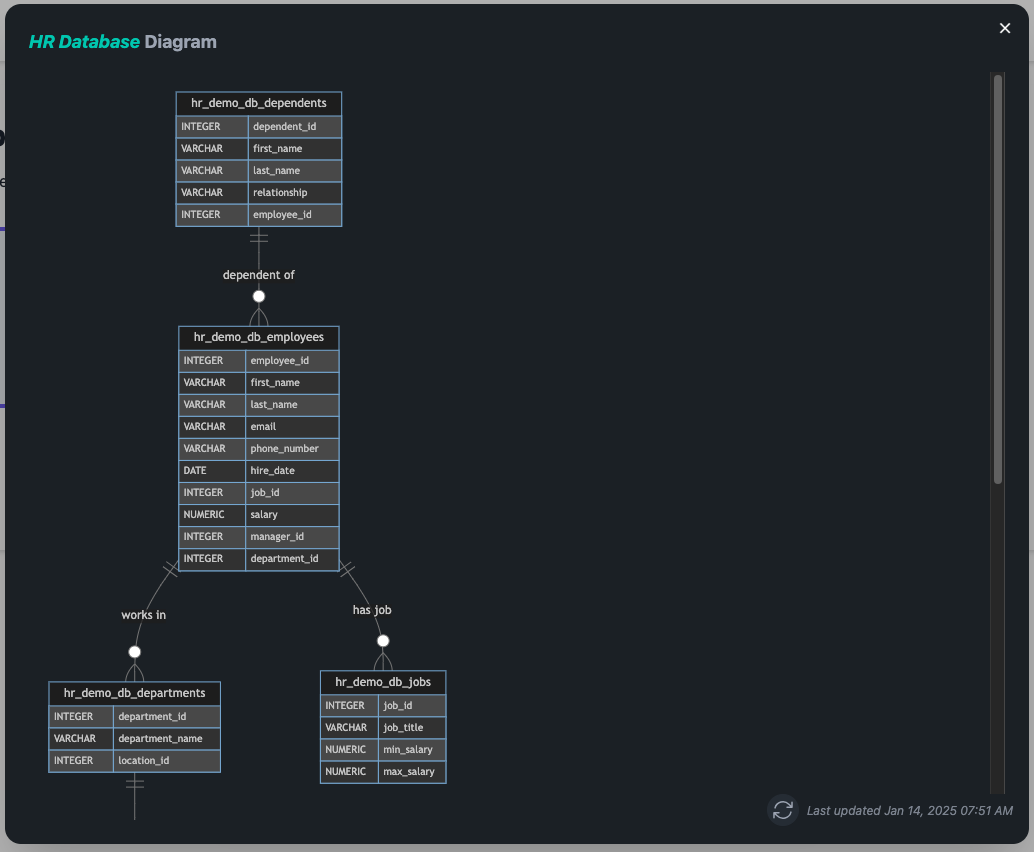 HR Database Diagram
hr_demo_db_dependents
INTEGER dependent_id
VARCHAR first_name
VARCHAR last_name
VARCHAR relationship
INTEGER employee_id
dependent of
hr_demo_db_employees
INTEGER employee_id
VARCHAR first_name
VARCHAR last_name
VARCHAR email
VARCHAR phone_number
DATE hire_date
INTEGER job_id
NUMERIC salary
INTEGER manager_id
INTEGER department_id
works in
has job
hr_demo_db_departments
INTEGER department_id
VARCHAR department_name
INTEGER location_id
hr_demo_db_jobs
INTEGER job_id
VARCHAR job_title
NUMERIC min_salary
NUMERIC max_salary
Last updated Jan 14, 2025 07:51 AM